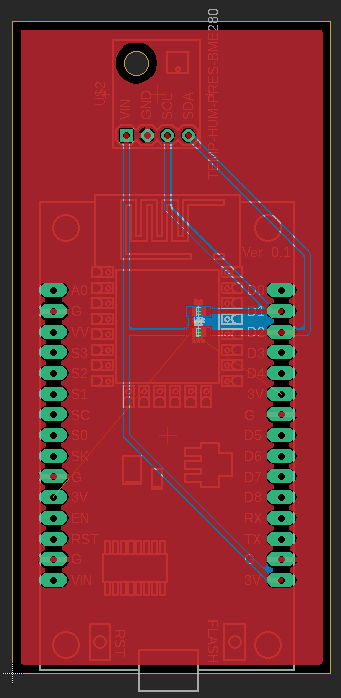 TEMP-HUM-PRES-BME280
U$2
VIN
GND
SCL
SDA
Ver 0.1
A0
G
VV
S3
S2
S1
SC
S0
SK
G
3V
EN
RST
G
VIN
D0
D1
D2
D3
D4
3V
G
D5
D6
D7
D8
RX
TX
G
3V
RST
FLASH